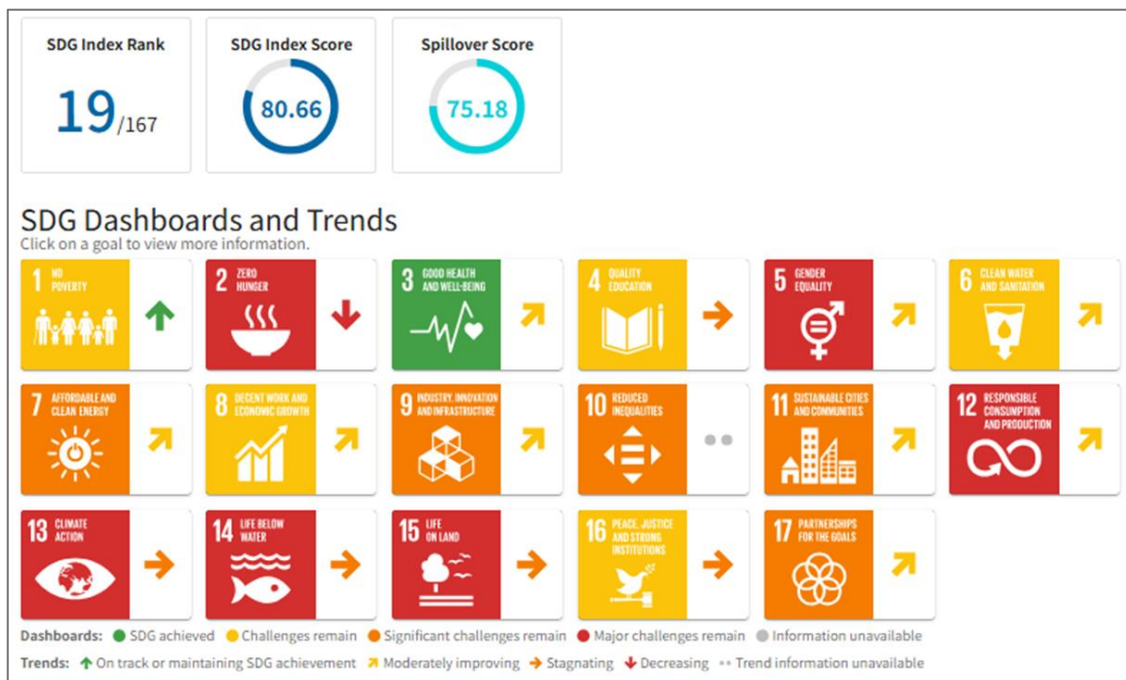 SDG Index Rank
19/167
SDG Index Score
80.66
Spillover Score
75.18
SDG Dashboards and Trends
Click on a goal to view more information.
1 NO
POVERTY
2 ZERO
HUNGER
3 GOOD HEALTH
AND WELL-BEING
4 QUALITY
EDUCATION
5 GENDER
EQUALITY
6 CLEAN WATER
AND SANITATION
7 AFFORDABLE AND
CLEAN ENERGY
8 DECENT WORK AND
ECONOMIC GROWTH
9 INDUSTRY, INNOVATION
AND INFRASTRUCTURE
10 REDUCED
INEQUALITIES
11 SUSTAINABLE CITIES
AND COMMUNITIES
12 RESPONSIBLE
CONSUMPTION
AND PRODUCTION
13 CLIMATE
ACTION
14 LIFE BELOW
WATER
15 LIFE
ON LAND
16 PEACE, JUSTICE
AND STRONG
INSTITUTIONS
17 PARTNERSHIPS
FOR THE GOALS
Dashboards: SDG achieved Challenges remain Significant challenges remain Major challenges remain Information unavailable
Trends: On track or maintaining SDG achievement Moderately improving Stagnating Decreasing Trend information unavailable